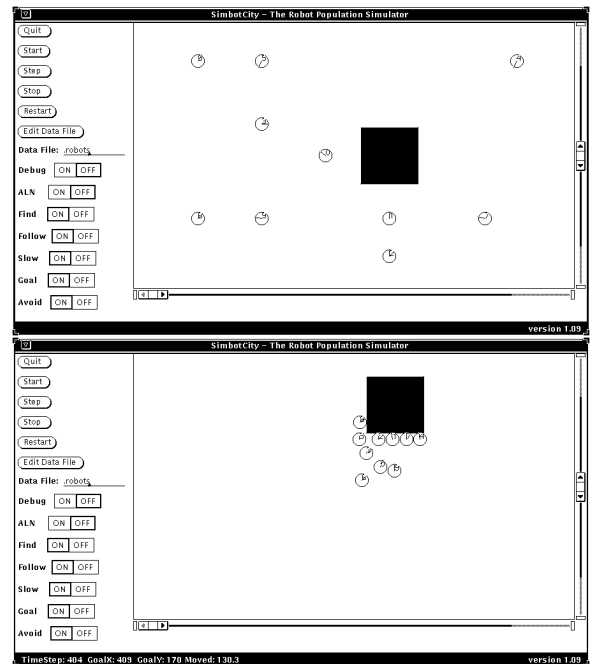 SimbotCity – The Robot Population Simulator
Quit
Start
Step
Stop
Restart
Edit Data File
Data File: .robots
Debug ON OFF
ALN ON OFF
Find ON OFF
Follow ON OFF
Slow ON OFF
Goal ON OFF
Avoid ON OFF
version 1.09
SimbotCity – The Robot Population Simulator
Quit
Start
Step
Stop
Restart
Edit Data File
Data File: .robots
Debug ON OFF
ALN ON OFF
Find ON OFF
Follow ON OFF
Slow ON OFF
Goal ON OFF
Avoid ON OFF
TimeStep: 404 GoalX: 409 GoalY: 170 Moved: 130.3 version 1.09